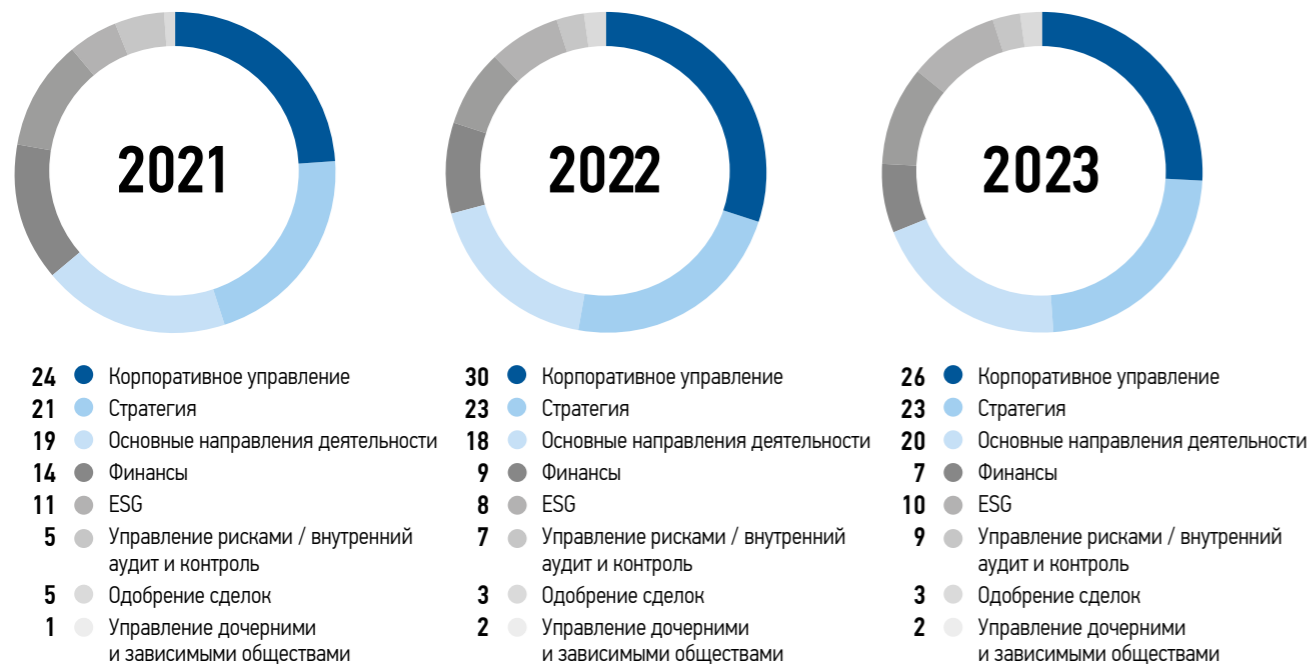 2021
2022
2023
24 Корпоративное управление
21 Стратегия
19 Основные направления деятельности
14 Финансы
11 ESG
5 Управление рисками / внутренний
аудит и контроль
5 Одобрение сделок
1 Управление дочерними
и зависимыми обществами
30 Корпоративное управление
23 Стратегия
18 Основные направления деятельности
9 Финансы
8 ESG
7 Управление рисками / внутренний
аудит и контроль
3 Одобрение сделок
2 Управление дочерними
и зависимыми обществами
26 Корпоративное управление
23 Стратегия
20 Основные направления деятельности
7 Финансы
10 ESG
9 Управление рисками / внутренний
аудит и контроль
3 Одобрение сделок
2 Управление дочерними
и зависимыми обществами